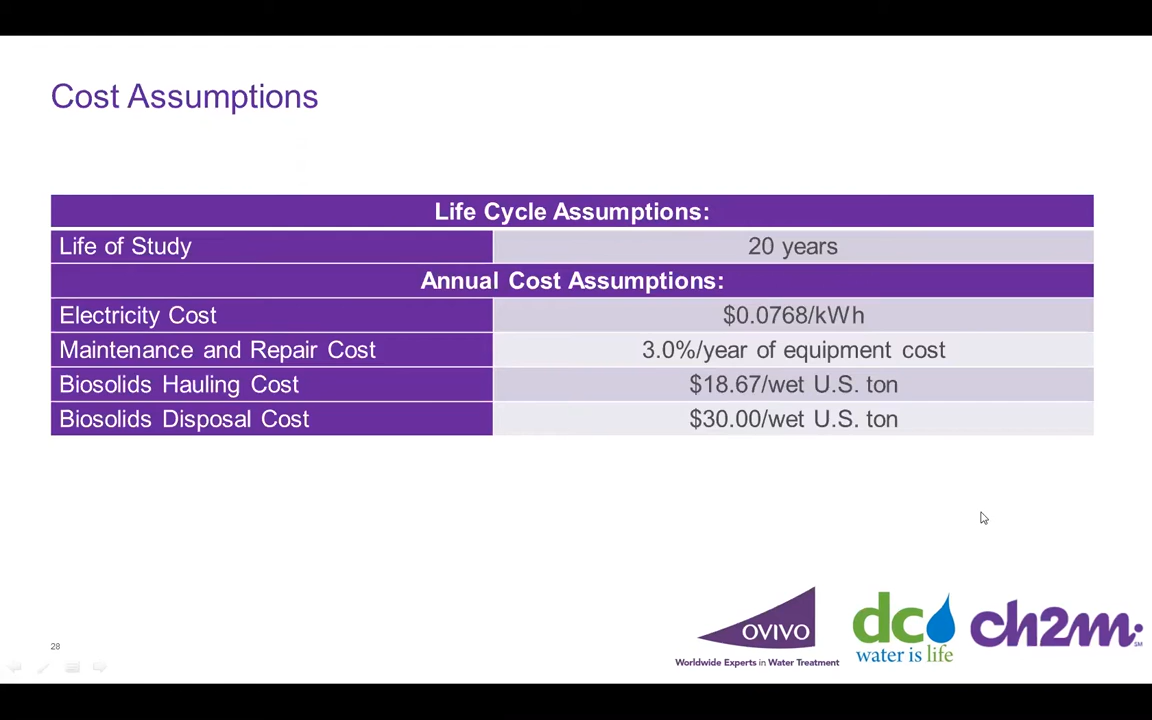 Cost Assumptions
Life Cycle Assumptions:
Life of Study 20 years
Annual Cost Assumptions:
Electricity Cost $0.0768/kWh
Maintenance and Repair Cost 3.0%/year of equipment cost
Biosolids Hauling Cost $18.67/wet U.S. ton
Biosolids Disposal Cost $30.00/wet U.S. ton
OVIVO
Worldwide Experts in Water Treatment
dc
water is life
ch2m SM
28